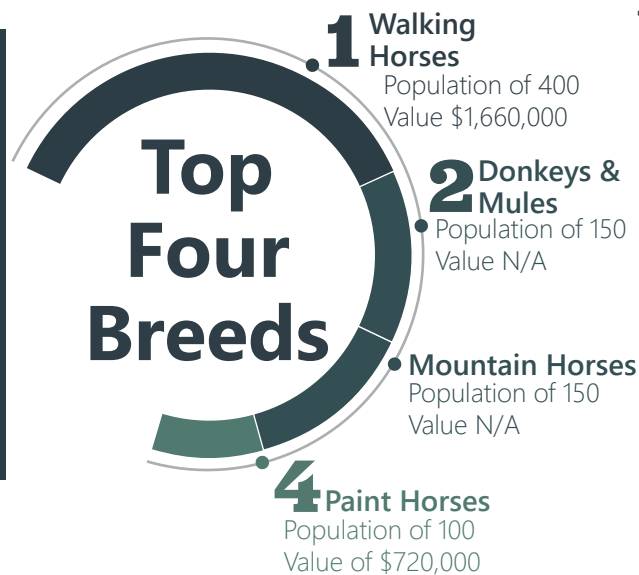 Top
Four
Breeds
1 Walking
Horses
Population of 400
Value $1,660,000
2 Donkeys &
Mules
Population of 150
Value N/A
Mountain Horses
Population of 150
Value N/A
4 Paint Horses
Population of 100
Value of $720,000